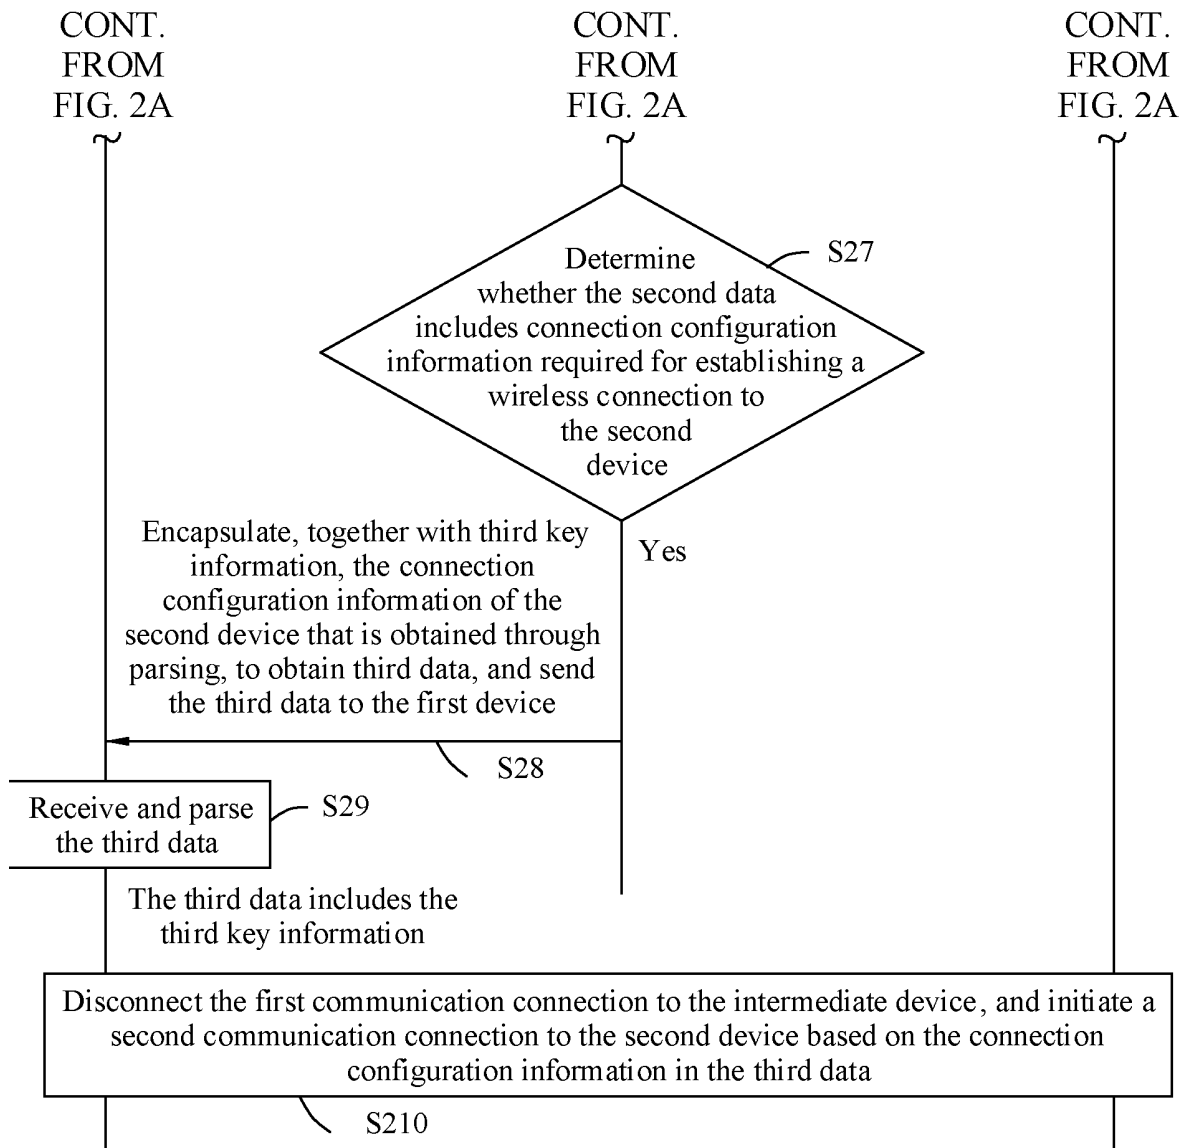 CONT.
FROM
FIG. 2A
CONT.
FROM
FIG. 2A
CONT.
FROM
FIG. 2A
S27
Determine
whether the second data
includes connection configuration
information required for establishing a
wireless connection to
the second
device
Yes
Encapsulate, together with third key
information, the connection
configuration information of the
second device that is obtained through
parsing, to obtain third data, and send
the third data to the first device
S28
Receive and parse
the third data
S29
The third data includes the
third key information
Disconnect the first communication connection to the intermediate device, and initiate a
second communication connection to the second device based on the connection
configuration information in the third data
S210